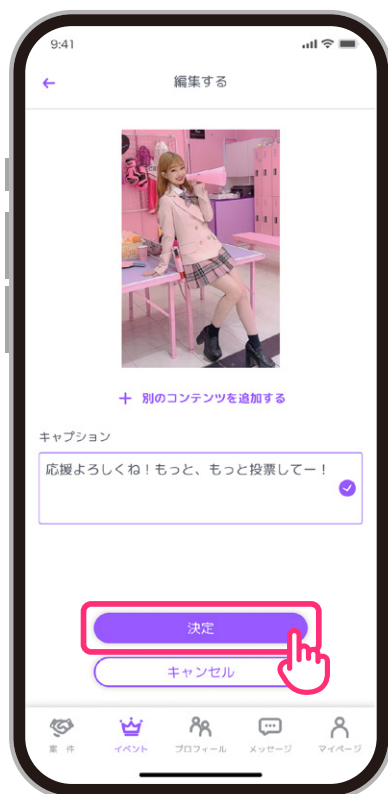 9:41
編集する
+ 別のコンテンツを追加する
キャプション
応援よろしくね！もっと、もっと投票してー！
決定
キャンセル
案 件
イベント
プロフィール
メッセージ
マイページ